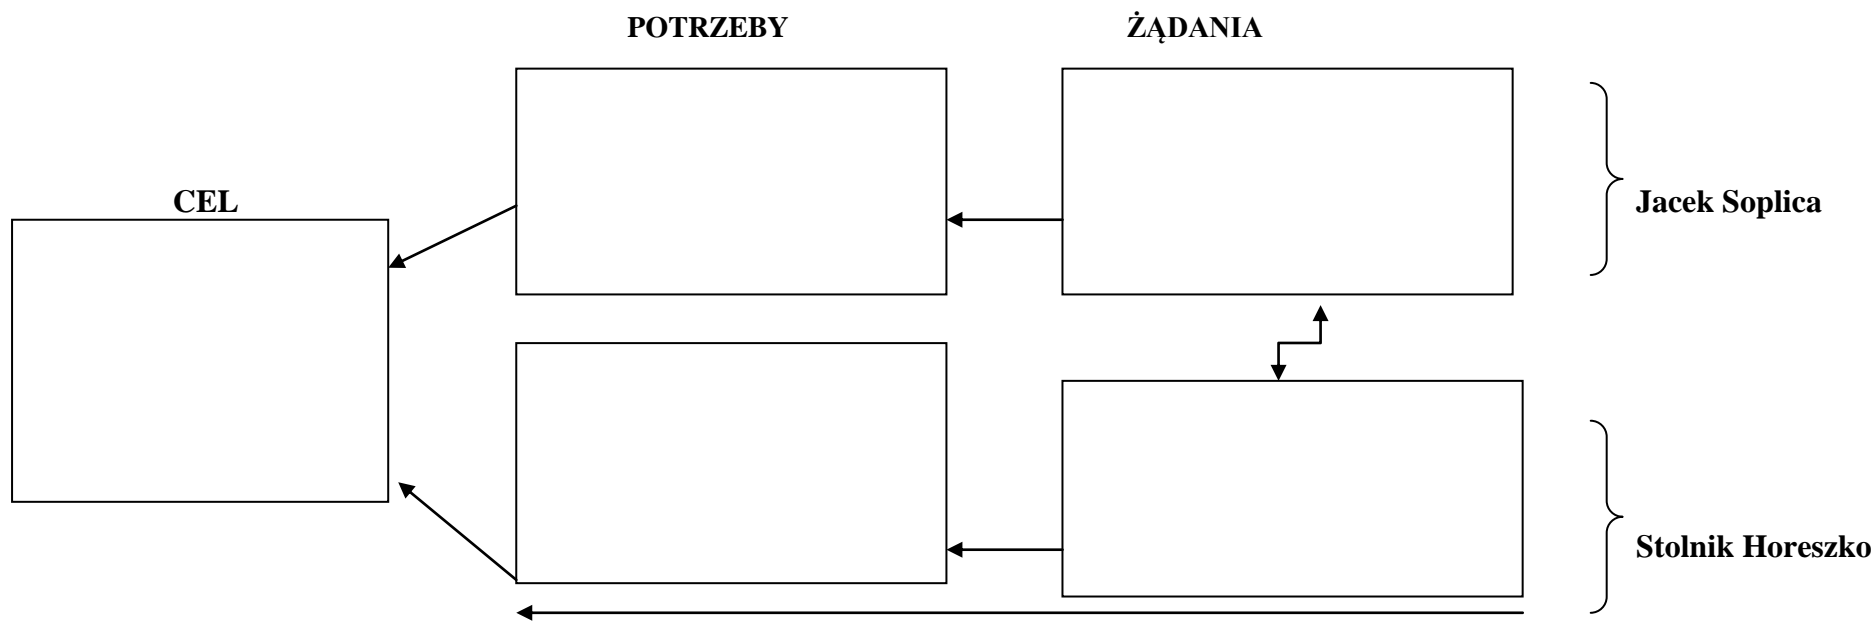 POTRZEBY
ŻĄDANIA
CEL
Jacek Soplica
Stolnik Horeszko